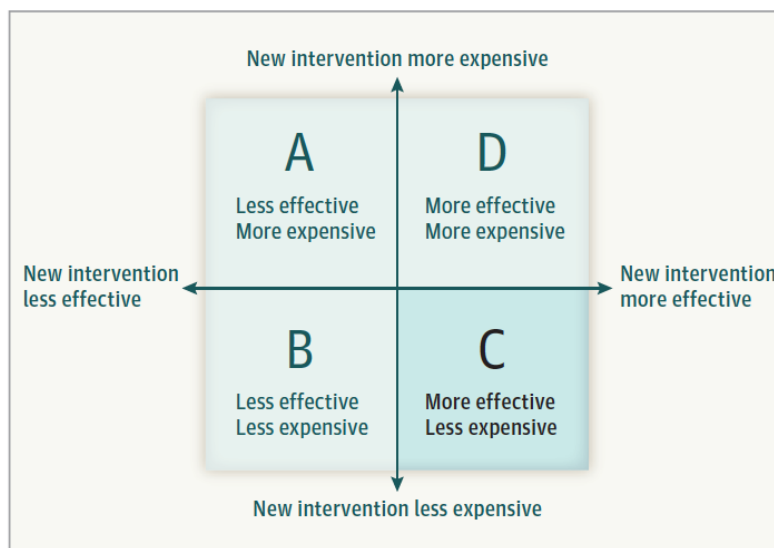 New intervention more expensive
A
Less effective
More expensive
D
More effective
More expensive
New intervention
less effective
New intervention
more effective
B
Less effective
Less expensive
C
More effective
Less expensive
New intervention less expensive